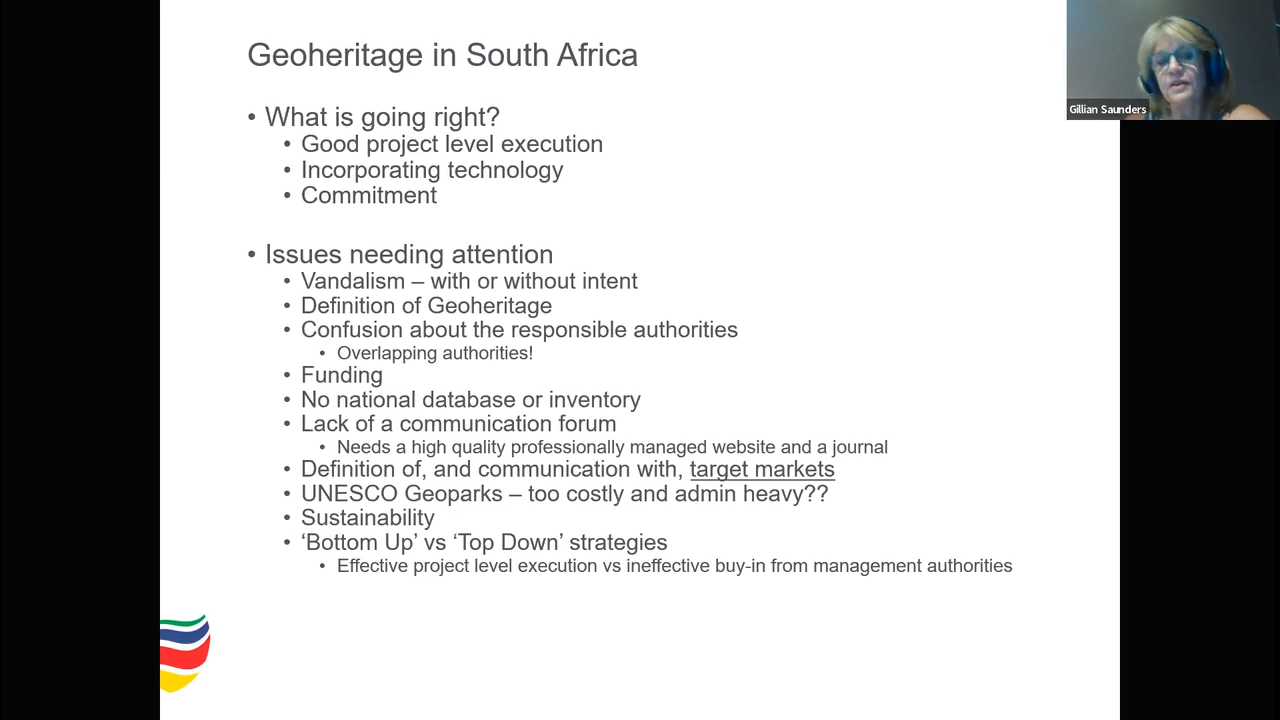 Geoheritage in South Africa
Gillian Saunders
• What is going right?
• Good project level execution
• Incorporating technology
• Commitment
• Issues needing attention
• Vandalism – with or without intent
• Definition of Geoheritage
• Confusion about the responsible authorities
• Overlapping authorities!
• Funding
• No national database or inventory
• Lack of a communication forum
• Needs a high quality professionally managed website and a journal
• Definition of, and communication with, target markets
• UNESCO Geoparks – too costly and admin heavy??
• Sustainability
• ‘Bottom Up’ vs ‘Top Down’ strategies
• Effective project level execution vs ineffective buy-in from management authorities